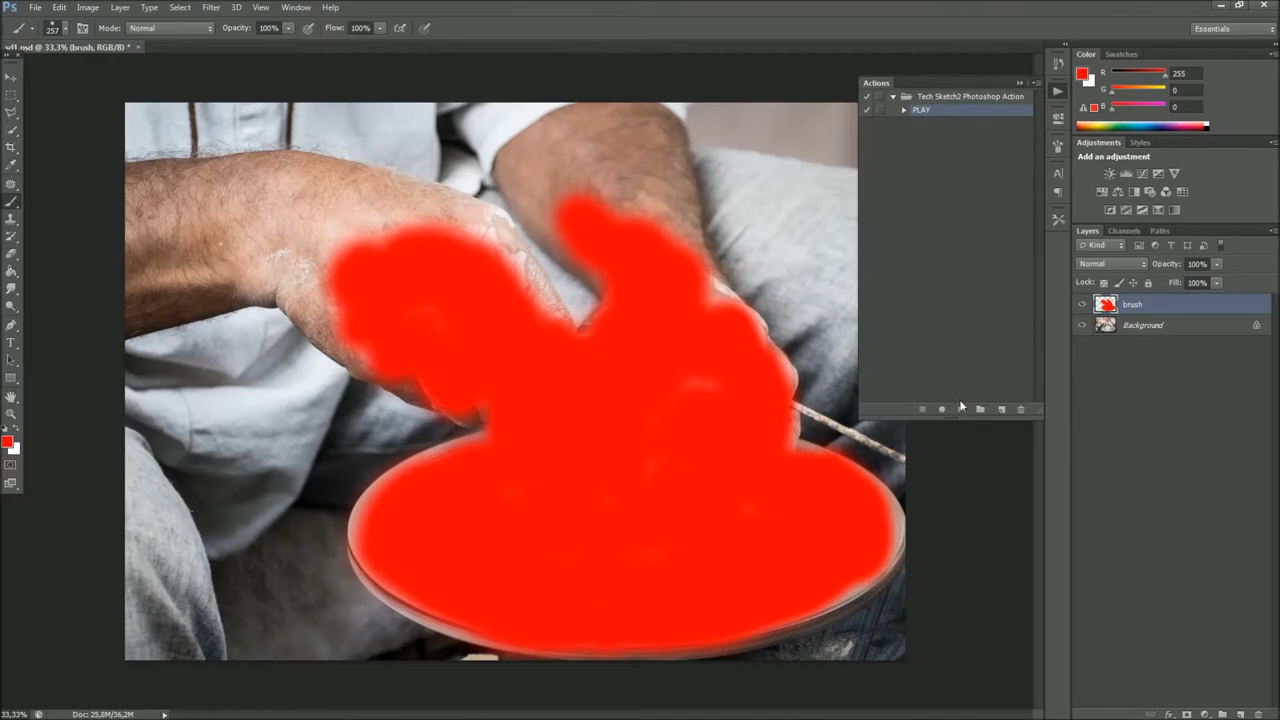 Ps File Edit Image Layer Type Select Filter 3D View Window Help
257 Mode: Normal Opacity: 100% Flow: 100% Essentials
sd1.psd @ 33,3% (brush, RGB/8) * ×
Color Swatches
R 255
G 0
B 0
Actions
Tech Sketch2 Photoshop Action
PLAY
Adjustments Styles
Add an adjustment
Layers Channels Paths
Kind
Normal Opacity: 100%
Lock: Fill: 100%
brush
Background
33,33% Doc: 25,0M/36,2M